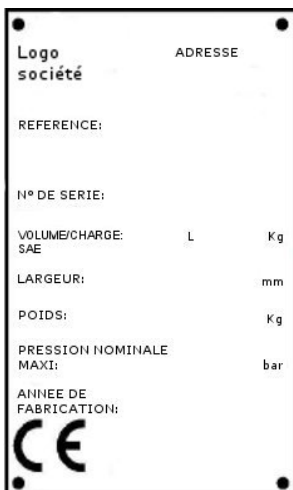 Logo ADRESSE
société
REFERENCE:
Nº DE SERIE:
VOLUME/CHARGE: L Kg
SAE
LARGEUR: mm
POIDS: Kg
PRESSION NOMINALE
MAXI: bar
ANNEE DE
FABRICATION:
CE